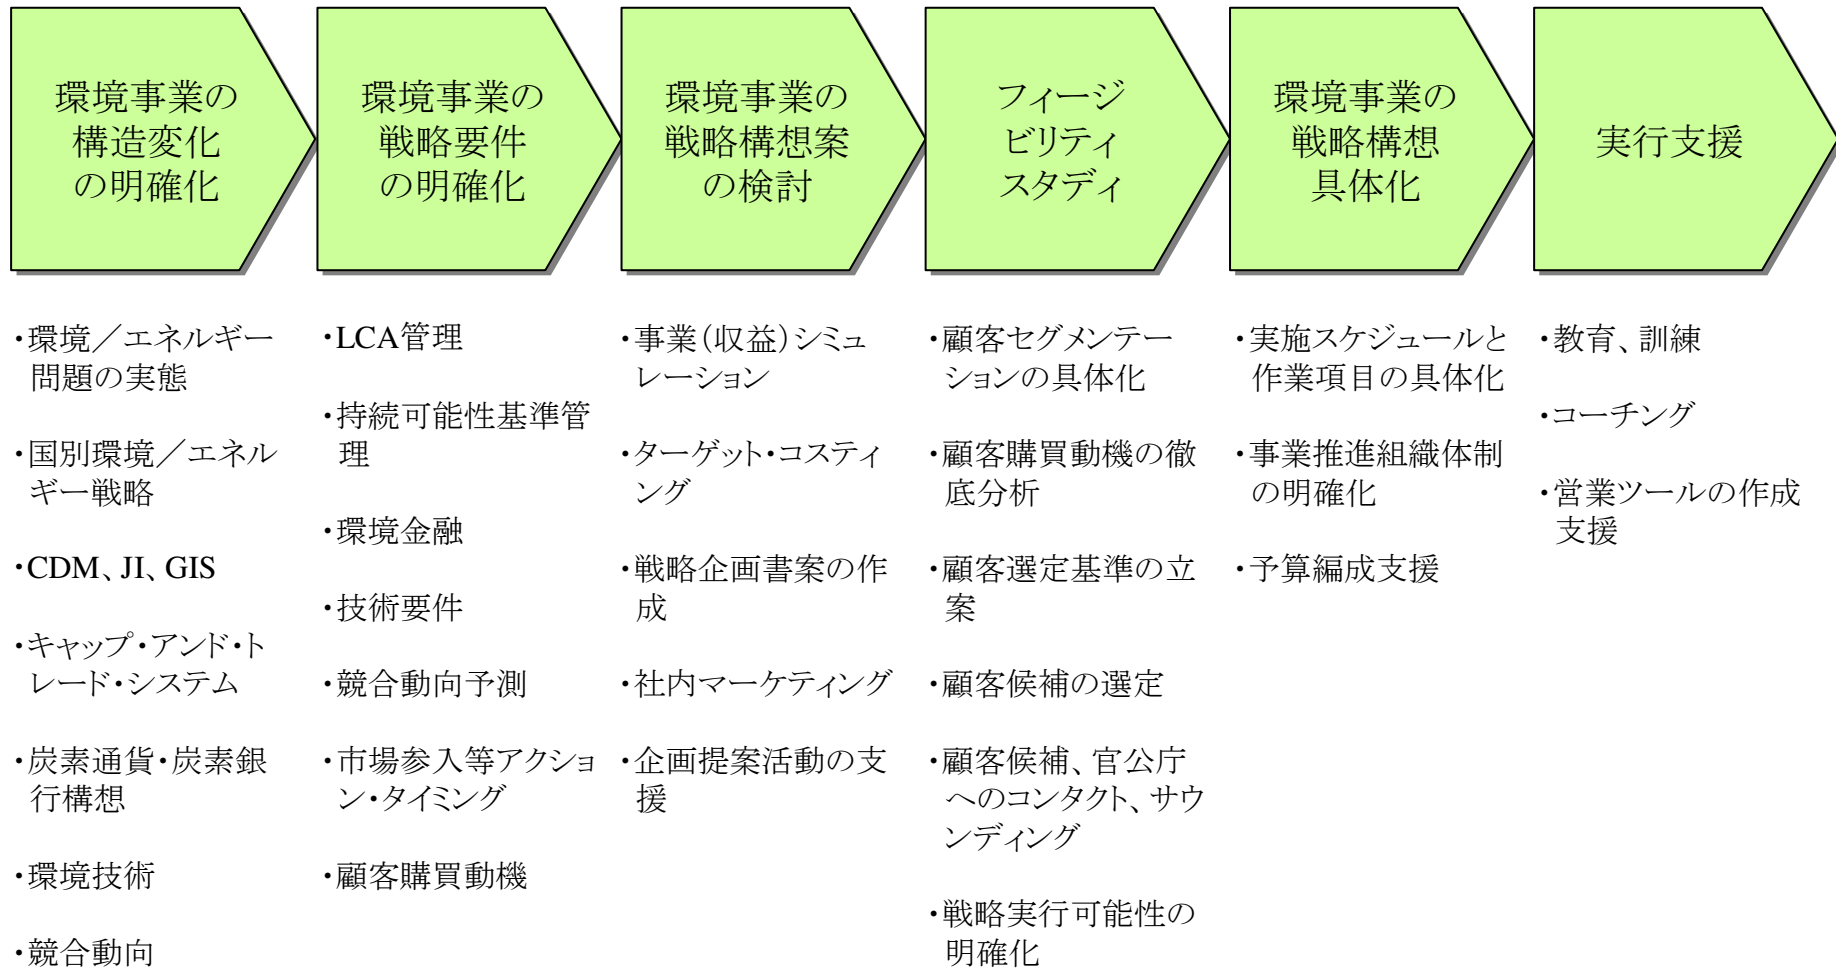 環境事業の
構造変化
の明確化
環境事業の
戦略要件
の明確化
環境事業の
戦略構想案
の検討
フィージ
ビリティ
スタディ
環境事業の
戦略構想
具体化
実行支援
・環境／エネルギー
問題の実態
・国別環境／エネル
ギー戦略
・CDM、JI、GIS
・キャップ・アンド・ト
レード・システム
・炭素通貨・炭素銀
行構想
・環境技術
・競合動向
・LCA管理
・持続可能性基準管
理
・環境金融
・技術要件
・競合動向予測
・市場参入等アクショ
ン・タイミング
・顧客購買動機
・事業（収益）シミュ
レーション
・ターゲット・コスティ
ング
・戦略企画書案の作
成
・社内マーケティング
・企画提案活動の支
援
・顧客セグメンテー
ションの具体化
・顧客購買動機の徹
底分析
・顧客選定基準の立
案
・顧客候補の選定
・顧客候補、官公庁
へのコンタクト、サウ
ンディング
・戦略実行可能性の
明確化
・実施スケジュールと
作業項目の具体化
・事業推進組織体制
の明確化
・予算編成支援
・教育、訓練
・コーチング
・営業ツールの作成
支援